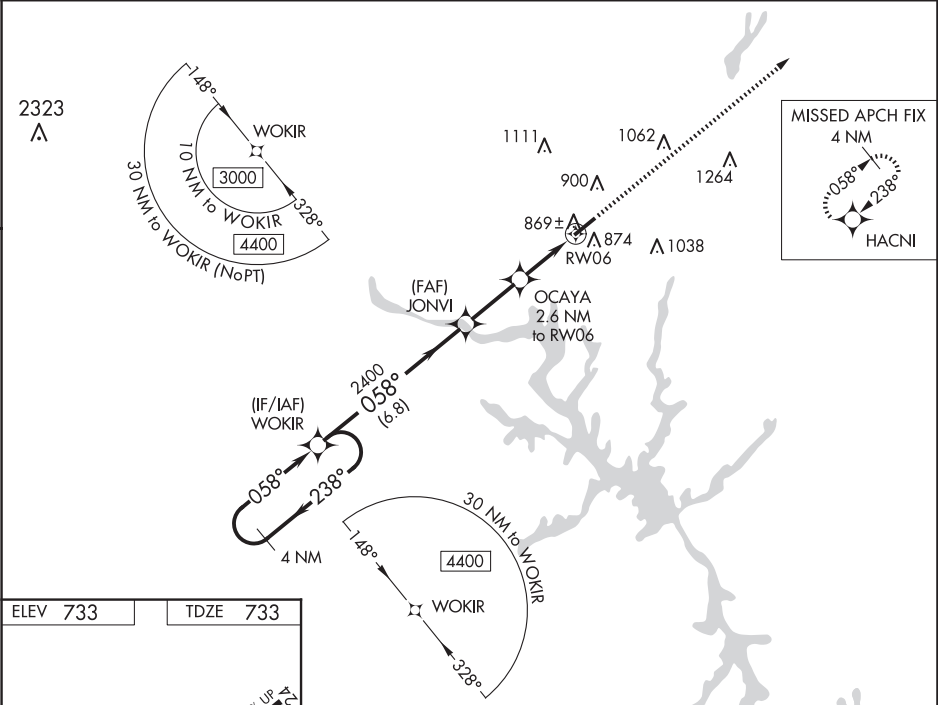 2323
148°
WOKIR
10 NM to WOKIR
3000
328°
30 NM to WOKIR (NoPT)
4400
1111
1062
1264
900
869±
874
1038
RW06
MISSED APCH FIX
4 NM
058°
238°
HACNI
(FAF)
JONVI
OCAYA
2.6 NM
to RW06
2400
058°
(6.8)
(IF/IAF)
WOKIR
058°
238°
4 NM
30 NM to WOKIR
148°
4400
WOKIR
328°
ELEV 733
TDZE 733
UP
24